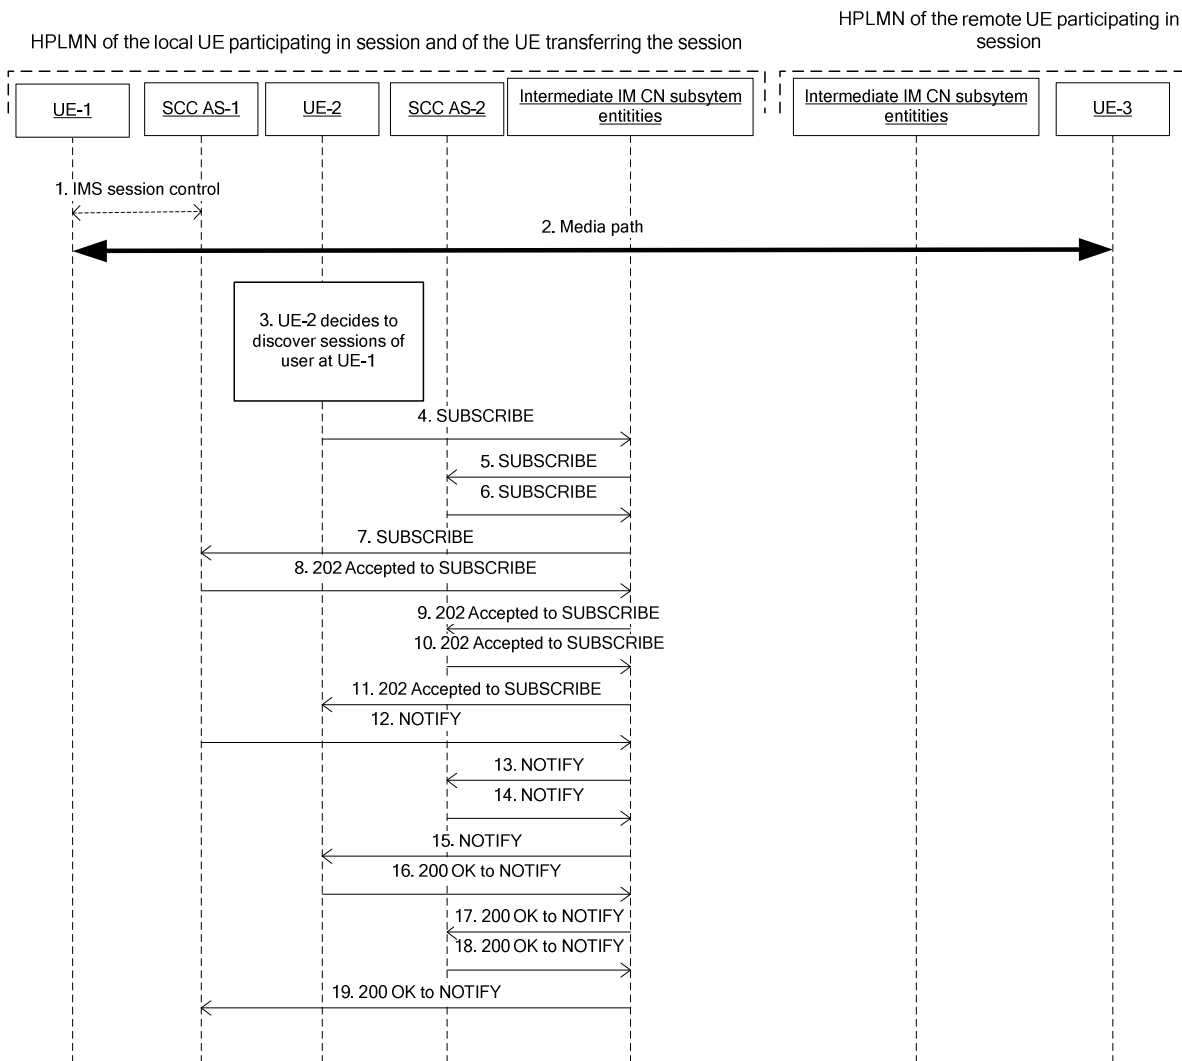 HPLMN of the local UE participating in session and of the UE transferring the session
HPLMN of the remote UE participating in
session
UE-1
SCC AS-1
UE-2
SCC AS-2
Intermediate IM CN subsytem
entitities
Intermediate IM CN subsytem
entitities
UE-3
1. IMS session control
2. Media path
3. UE-2 decides to
discover sessions of
user at UE-1
4. SUBSCRIBE
5. SUBSCRIBE
6. SUBSCRIBE
7. SUBSCRIBE
8. 202 Accepted to SUBSCRIBE
9. 202 Accepted to SUBSCRIBE
10. 202 Accepted to SUBSCRIBE
11. 202 Accepted to SUBSCRIBE
12. NOTIFY
13. NOTIFY
14. NOTIFY
15. NOTIFY
16. 200 OK to NOTIFY
17. 200 OK to NOTIFY
18. 200 OK to NOTIFY
19. 200 OK to NOTIFY